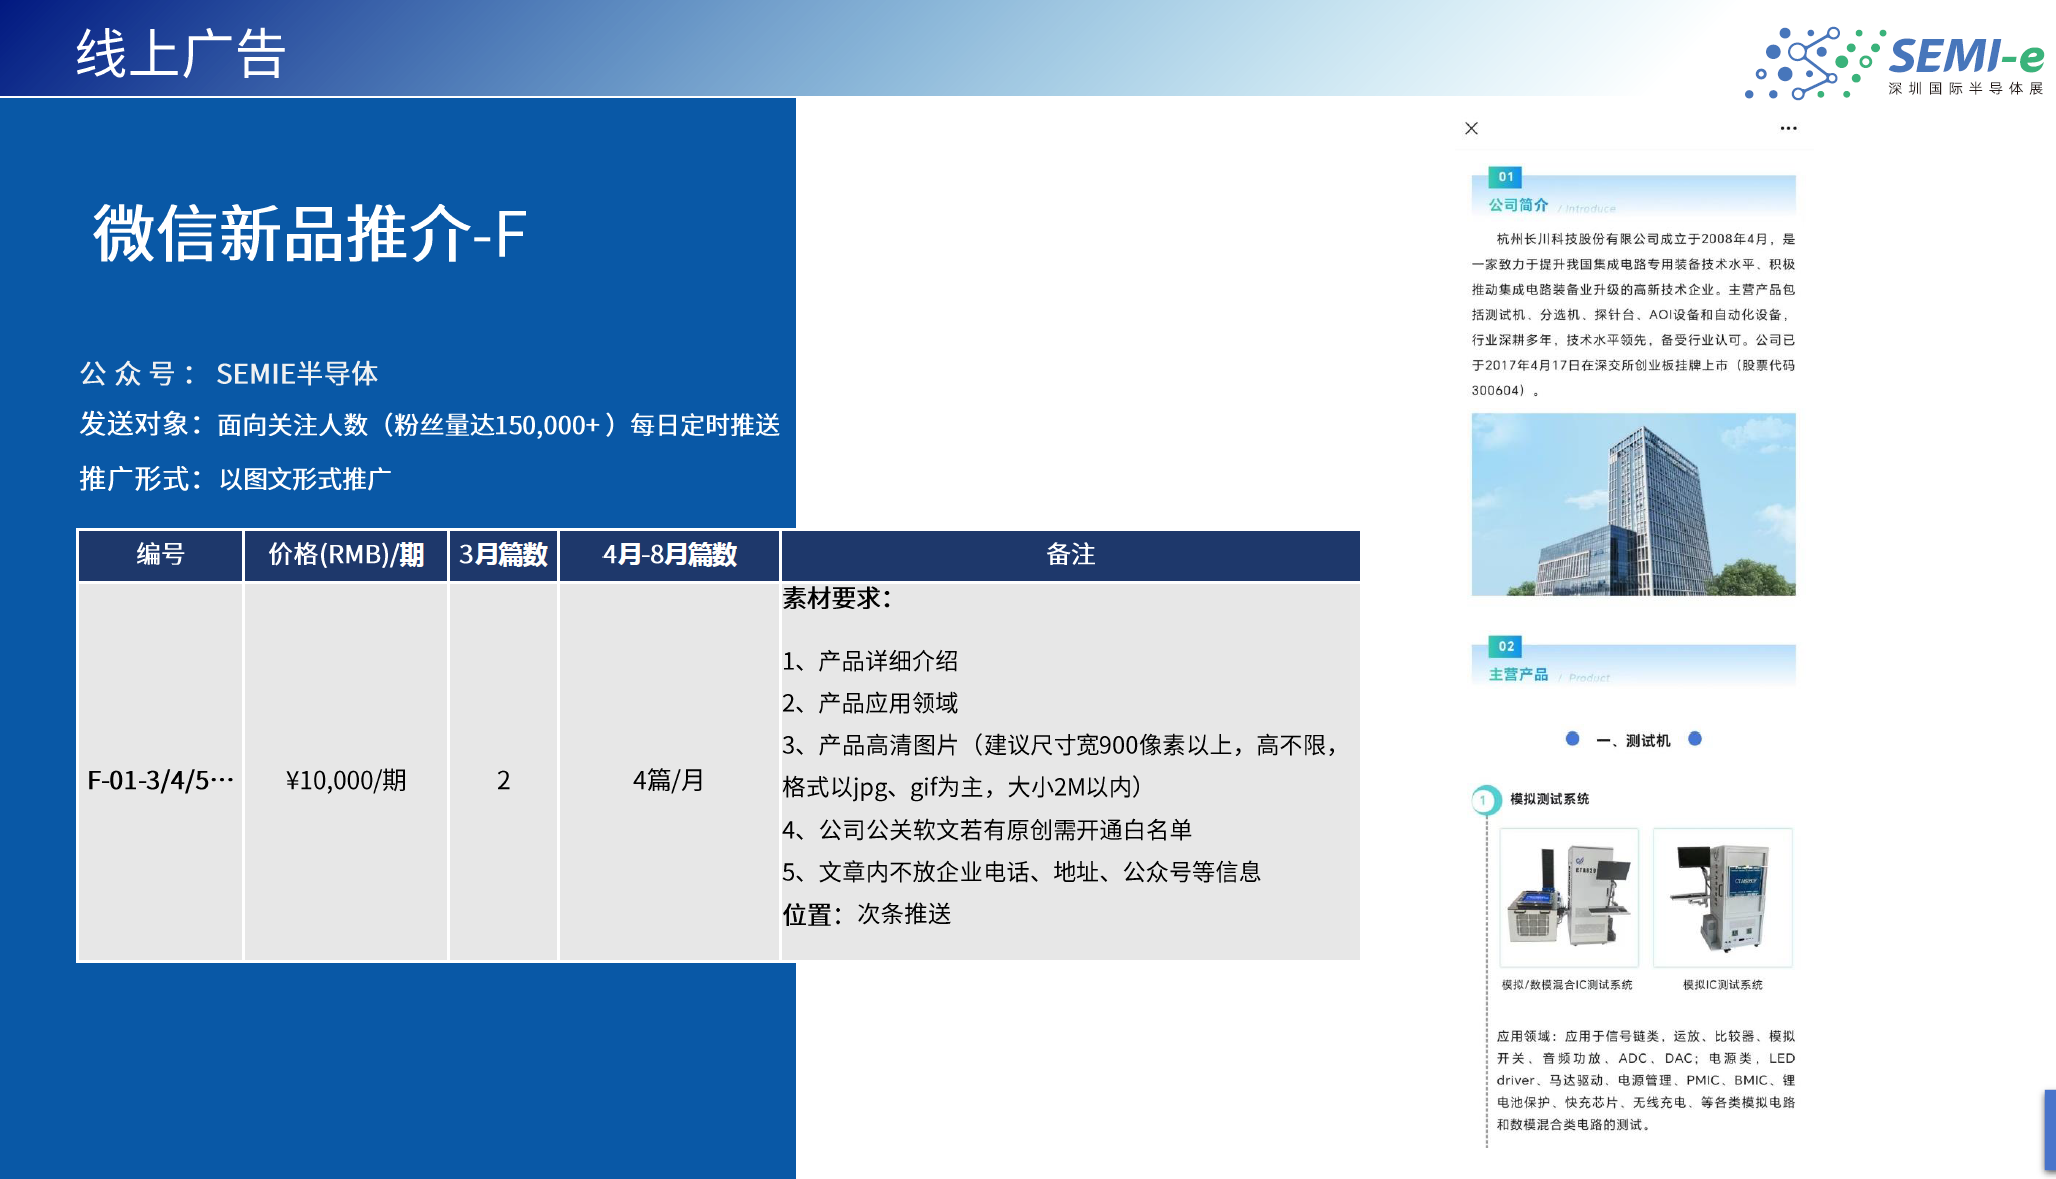 线上广告
SEMI-e
深圳国际半导体展
微信新品推介-F
公众号：SEMIE半导体
发送对象：面向关注人数（粉丝量达150,000+）每日定时推送
推广形式：以图文形式推广
编号 价格(RMB)/期 3月篇数 4月-8月篇数 备注
F-01-3/4/5… ¥10,000/期 2 4篇/月
素材要求：
1、产品详细介绍
2、产品应用领域
3、产品高清图片（建议尺寸宽900像素以上，高不限，
格式以jpg、gif为主，大小2M以内）
4、公司公关软文若有原创需开通白名单
5、文章内不放企业电话、地址、公众号等信息
位置：次条推送
01
公司简介 / Introduce
杭州长川科技股份有限公司成立于2008年4月，是
一家致力于提升我国集成电路专用装备技术水平、积极
推动集成电路装备业升级的高新技术企业。主营产品包
括测试机、分选机、探针台、AOI设备和自动化设备，
行业深耕多年，技术水平领先，备受行业认可。公司已
于2017年4月17日在深交所创业板挂牌上市（股票代码
300604）。
02
主营产品 / Product
一、测试机
1 模拟测试系统
模拟/数模混合IC测试系统 模拟IC测试系统
应用领域：应用于信号链类，运放、比较器、模拟
开关、音频功放、ADC、DAC；电源类，LED
driver、马达驱动、电源管理、PMIC、BMIC、锂
电池保护、快充芯片、无线充电、等各类模拟电路
和数模混合类电路的测试。